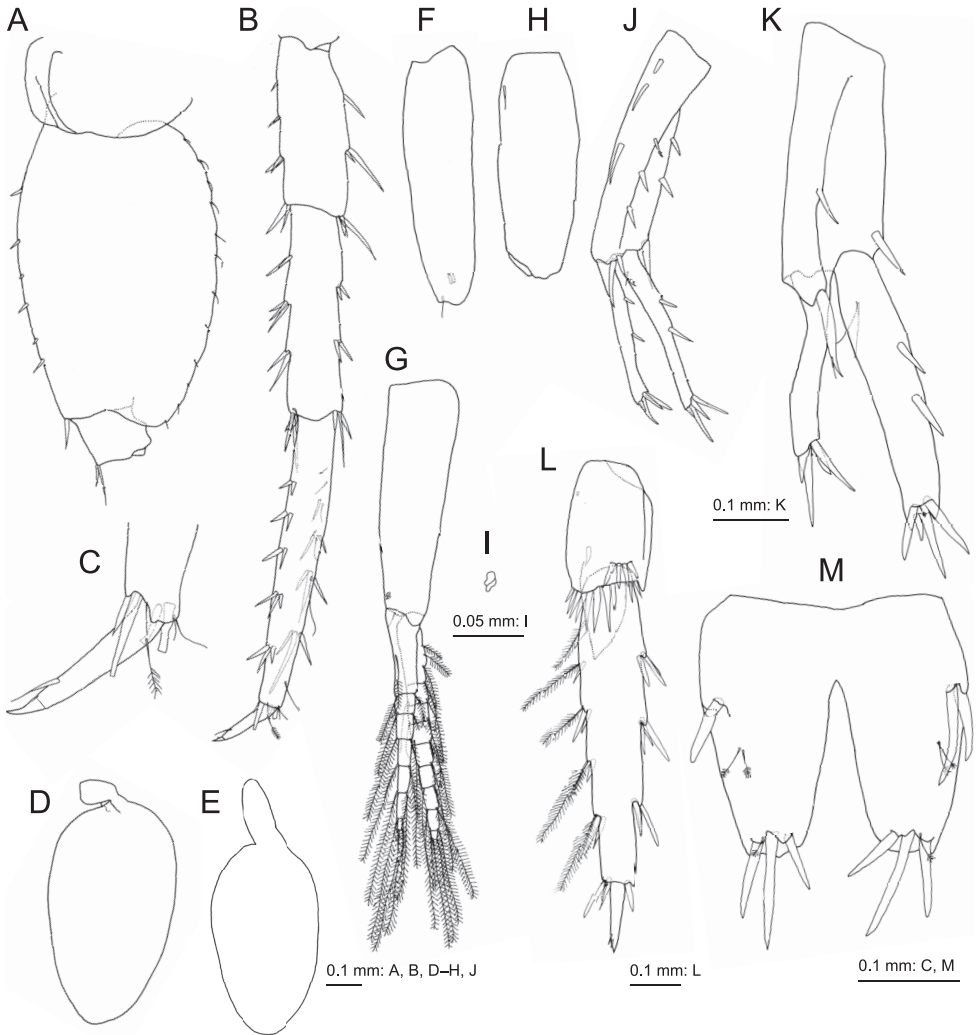 A
B
F
H
J
K
G
C
L
I
0.1 mm: K
0.05 mm: I
M
D
E
0.1 mm: A, B, D–H, J
0.1 mm: L
0.1 mm: C, M